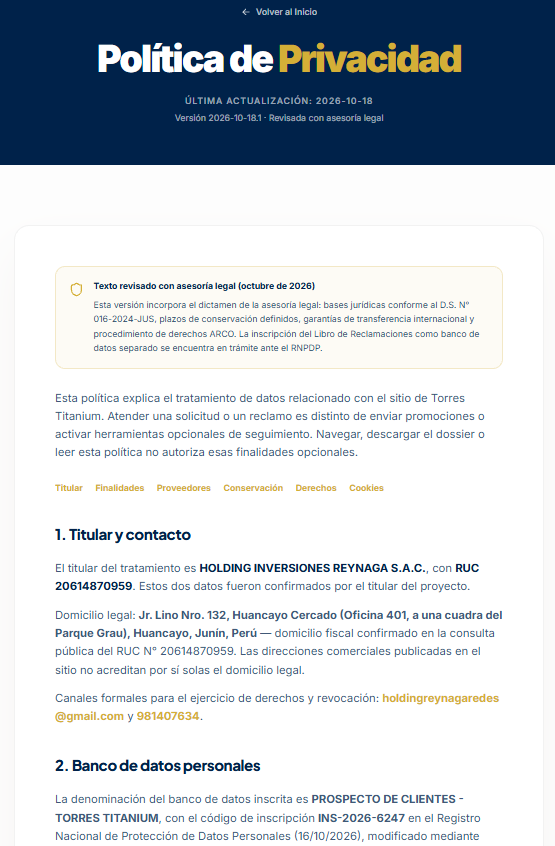 ← Volver al Inicio
Política de Privacidad
ÚLTIMA ACTUALIZACIÓN: 2026-10-18
Versión 2026-10-18.1 · Revisada con asesoría legal
Texto revisado con asesoría legal (octubre de 2026)
Esta versión incorpora el dictamen de la asesoría legal: bases jurídicas conforme al D.S. N°
016-2024-JUS, plazos de conservación definidos, garantías de transferencia internacional y
procedimiento de derechos ARCO. La inscripción del Libro de Reclamaciones como banco de
datos separado se encuentra en trámite ante el RNPDP.
Esta política explica el tratamiento de datos relacionado con el sitio de Torres
Titanium. Atender una solicitud o un reclamo es distinto de enviar promociones o
activar herramientas opcionales de seguimiento. Navegar, descargar el dossier o
leer esta política no autoriza esas finalidades opcionales.
Titular Finalidades Proveedores Conservación Derechos Cookies
1. Titular y contacto
El titular del tratamiento es HOLDING INVERSIONES REYNAGA S.A.C., con RUC
20614870959. Estos dos datos fueron confirmados por el titular del proyecto.
Domicilio legal: Jr. Lino Nro. 132, Huancayo Cercado (Oficina 401, a una cuadra del
Parque Grau), Huancayo, Junín, Perú — domicilio fiscal confirmado en la consulta
pública del RUC N° 20614870959. Las direcciones comerciales publicadas en el
sitio no acreditan por sí solas el domicilio legal.
Canales formales para el ejercicio de derechos y revocación: holdingreynagaredes
@gmail.com y 981407634.
2. Banco de datos personales
La denominación del banco de datos inscrita es PROSPECTO DE CLIENTES -
TORRES TITANIUM, con el código de inscripción INS-2026-6247 en el Registro
Nacional de Protección de Datos Personales (16/10/2026), modificado mediante